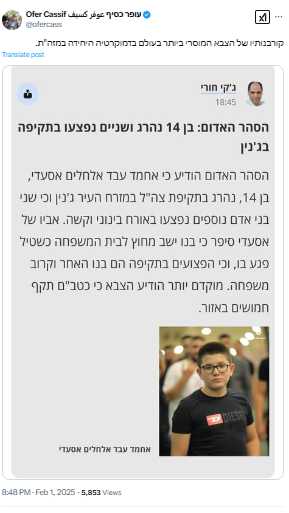 Ofer Cassif עופר כסיף عوفر كسيف
@ofercass
קורבנותיו של הצבא המוסרי ביותר בעולם בדמוקרטיה היחידה במזה"ת.
Translate post
ג'קי חורי
18:45
הסהר האדום: בן 14 נהרג ושניים נפצעו בתקיפה
בג'נין
הסהר האדום הודיע כי אחמד עבד אלחלים אסעדי,
בן 14, נהרג בתקיפת צה"ל במזרח העיר ג'נין וכי שני
בני אדם נוספים נפצעו באורח בינוני וקשה. אביו של
אסעדי סיפר כי בנו ישב מחוץ לבית המשפחה כשטיל
פגע בו, וכי הפצועים בתקיפה הם בנו האחר וקרוב
משפחה. מוקדם יותר הודיע הצבא כי כטב"ם תקף
חמושים באזור.
DIESEL
אחמד עבד אלחלים אסעדי
8:48 PM · Feb 1, 2025 · 5,853 Views